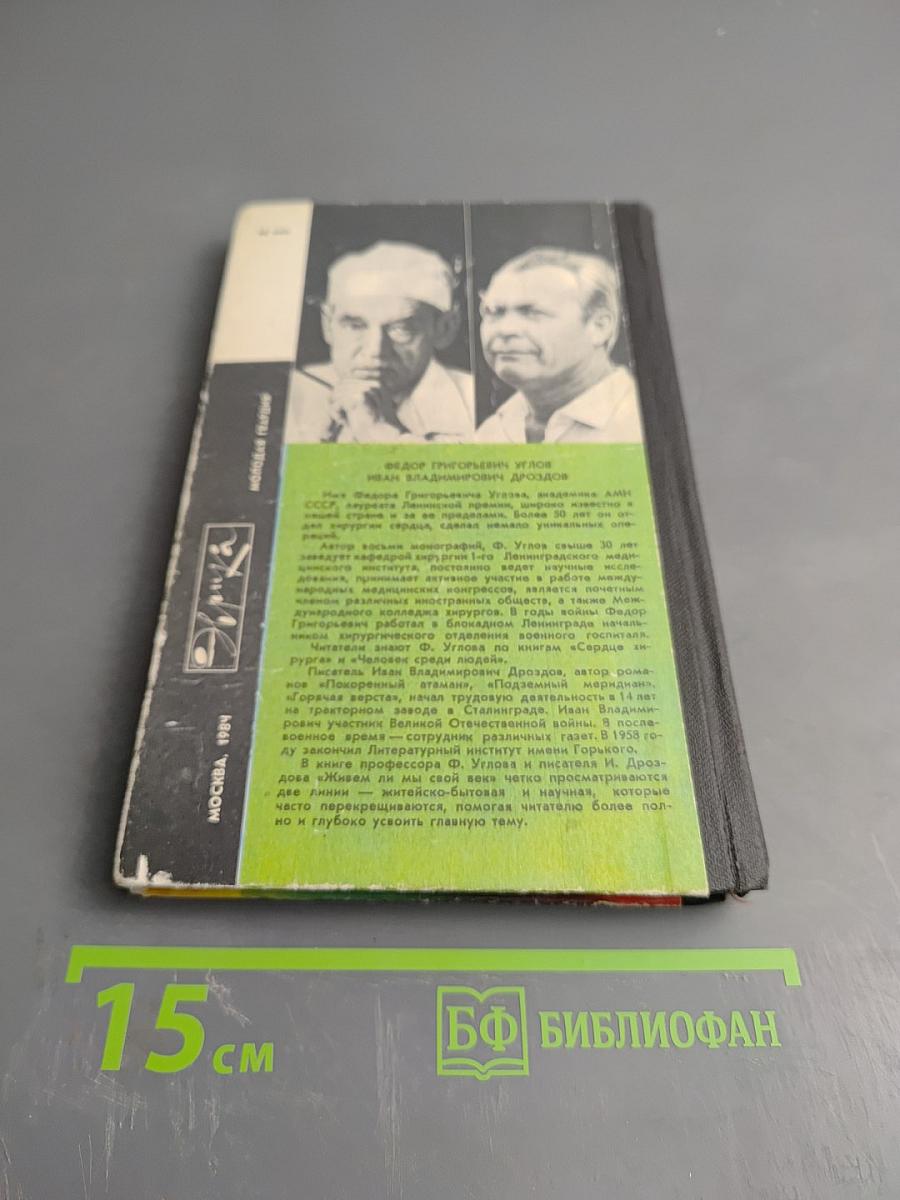 ФЕДОР ГРИГОРЬЕВИЧ УГЛОВ
ИВАН ВЛАДИМИРОВИЧ ДРОЗДОВ
Имя Федора Григорьевича Углова, академика АМН
СССР, лауреата Ленинской премии, широко известно в
нашей стране и за ее пределами. Более 50 лет он от-
дал хирургии сердца, сделал немало уникальных опе-
раций.
Автор восьми монографий, Ф. Углов свыше 30 лет
заведует кафедрой хирургии 1-го Ленинградского меди-
цинского института, постоянно ведет научные иссле-
дования, принимает активное участие в работе между-
народных медицинских конгрессов, является почетным
членом различных иностранных обществ, а также Меж-
дународного колледжа хирургов. В годы войны Федор
Григорьевич работал в блокадном Ленинграде началь-
ником хирургического отделения военного госпиталя.
Читатели знают Ф. Углова по книгам «Сердце хи-
рурга» и «Человек среди людей».
Писатель Иван Владимирович Дроздов, автор рома-
нов «Покоренный атаман», «Подземный меридиан»,
«Горячая верста», начал трудовую деятельность в 14 лет
на тракторном заводе в Сталинграде. Иван Владими-
рович участник Великой Отечественной войны. В после-
военное время — сотрудник различных газет. В 1958 го-
ду закончил Литературный институт имени Горького.
В книге профессора Ф. Углова и писателя И. Дроз-
дова «Живем ли мы свой век» четко просматриваются
две линии — житейско-бытовая и научная, которые
часто перекрещиваются, помогая читателю более пол-
но и глубоко усвоить главную тему.
МОЛОДАЯ ГВАРДИЯ
Эврика
МОСКВА, 1984
15 см
БФ БИБЛИОФАН